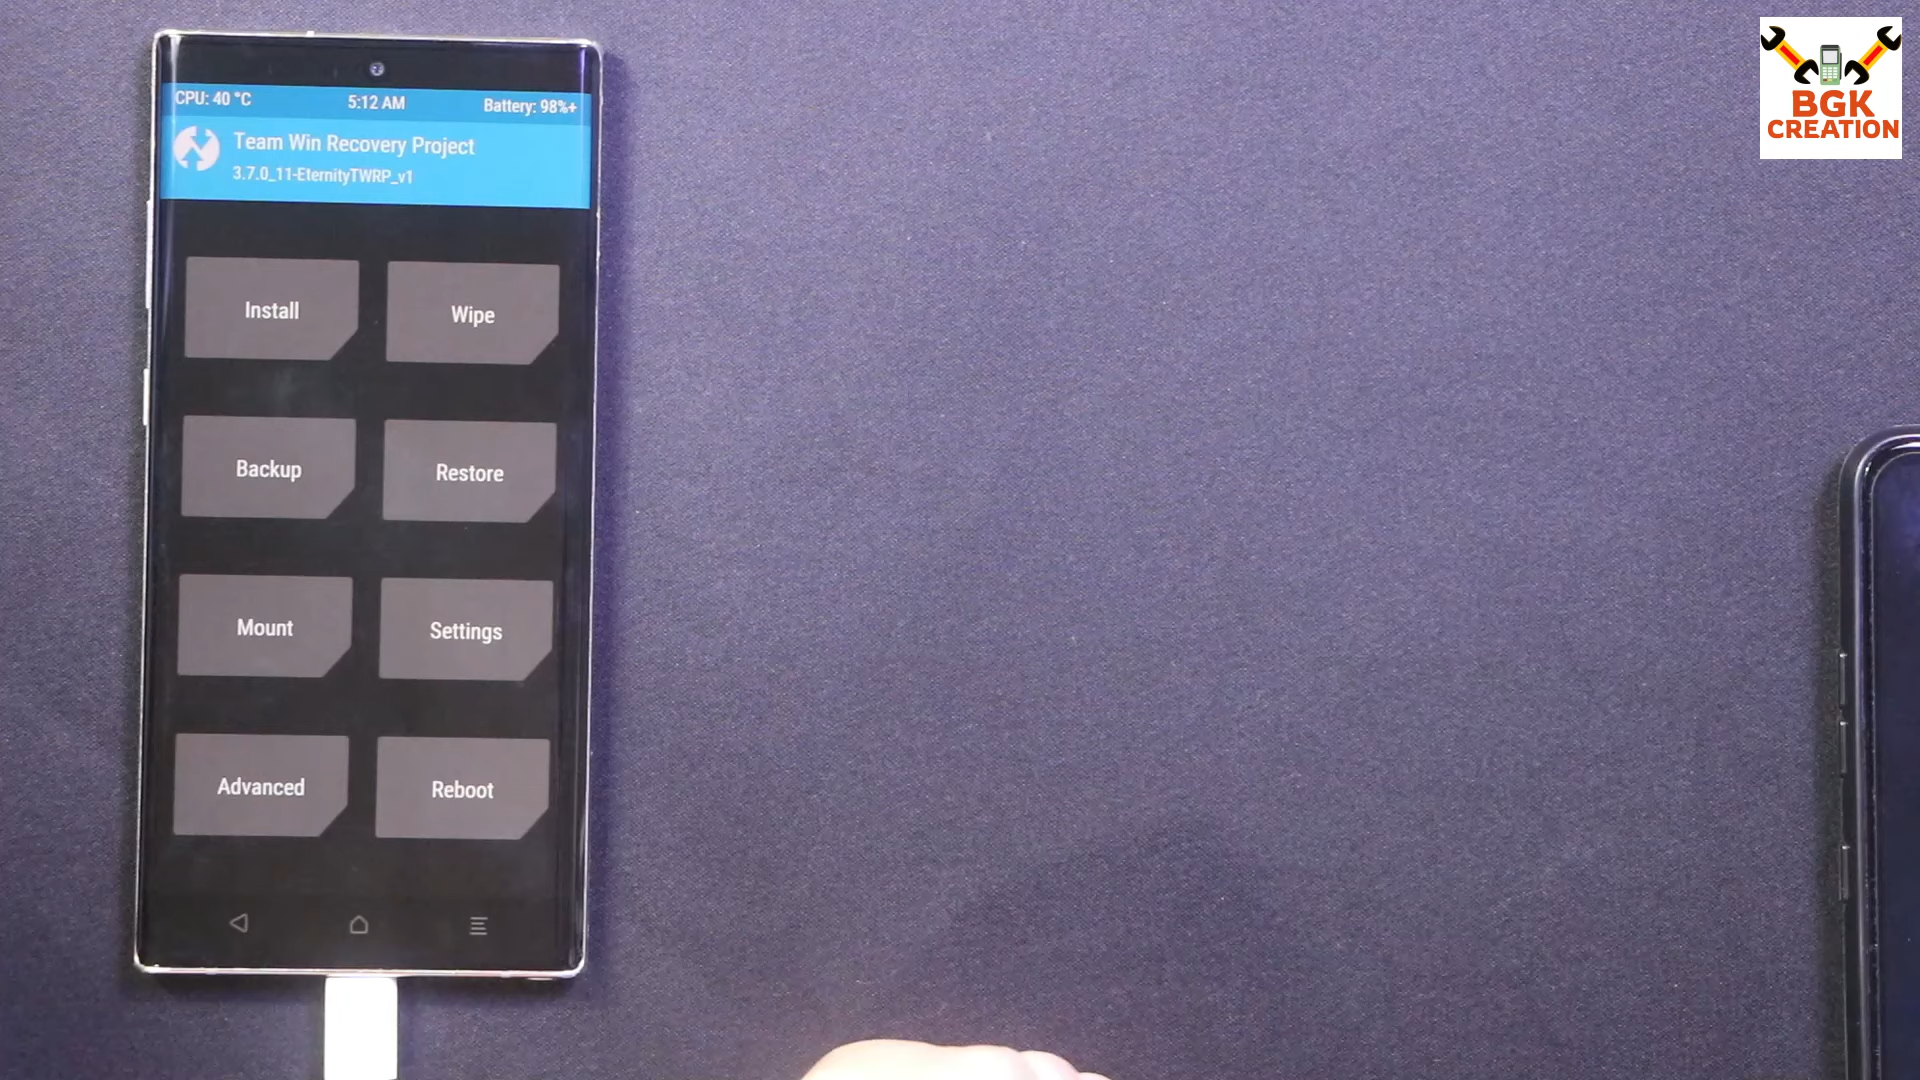 CPU: 40 °C
5:12 AM
Battery: 98%+
Team Win Recovery Project
3.7.0_11-EternityTWRP_v1
Install
Wipe
Backup
Restore
Mount
Settings
Advanced
Reboot
BGK
CREATION